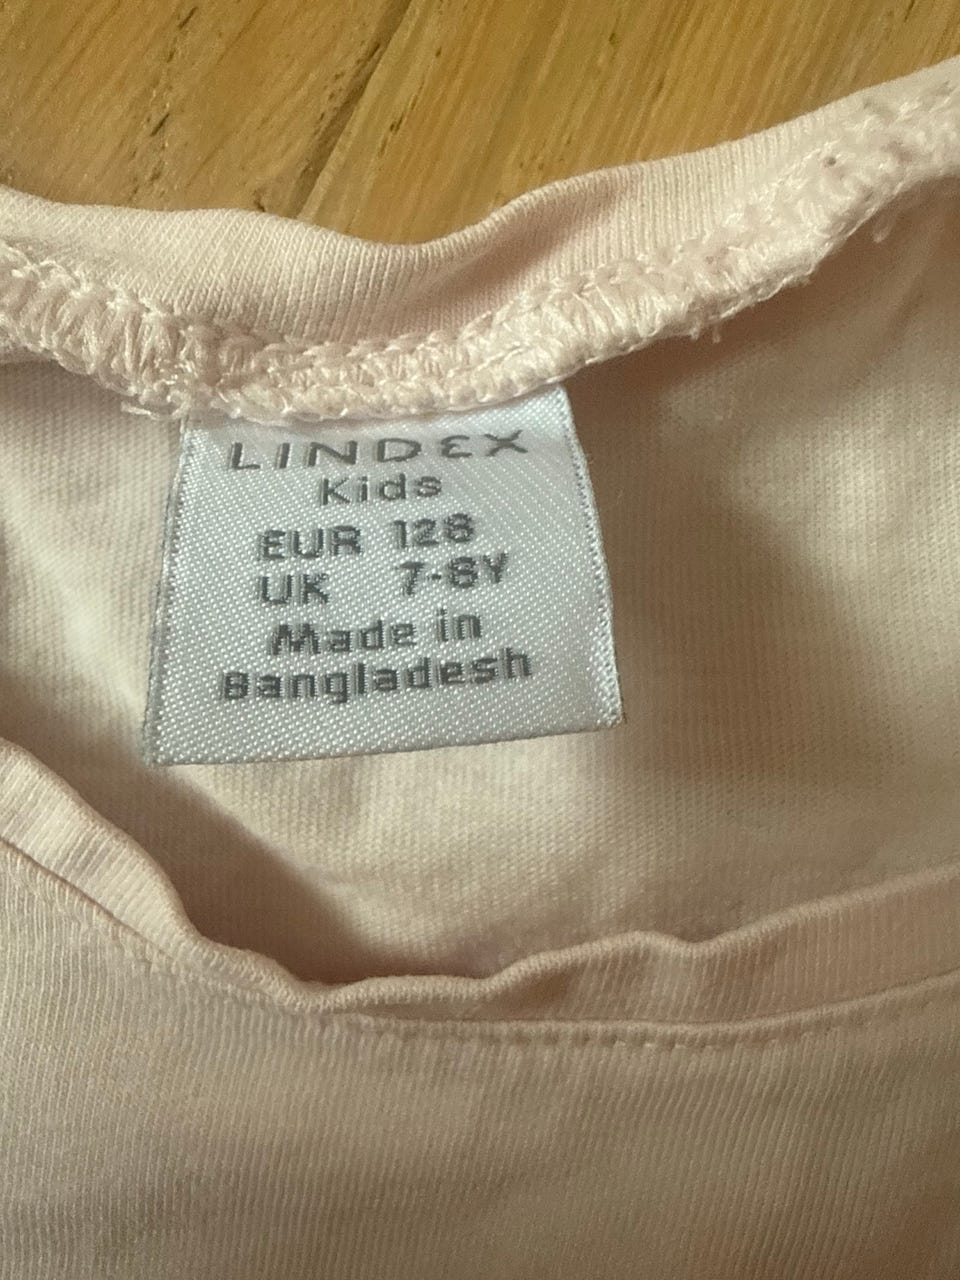 LINDEX
Kids
EUR 128
UK 7-8Y
Made in
Bangladesh